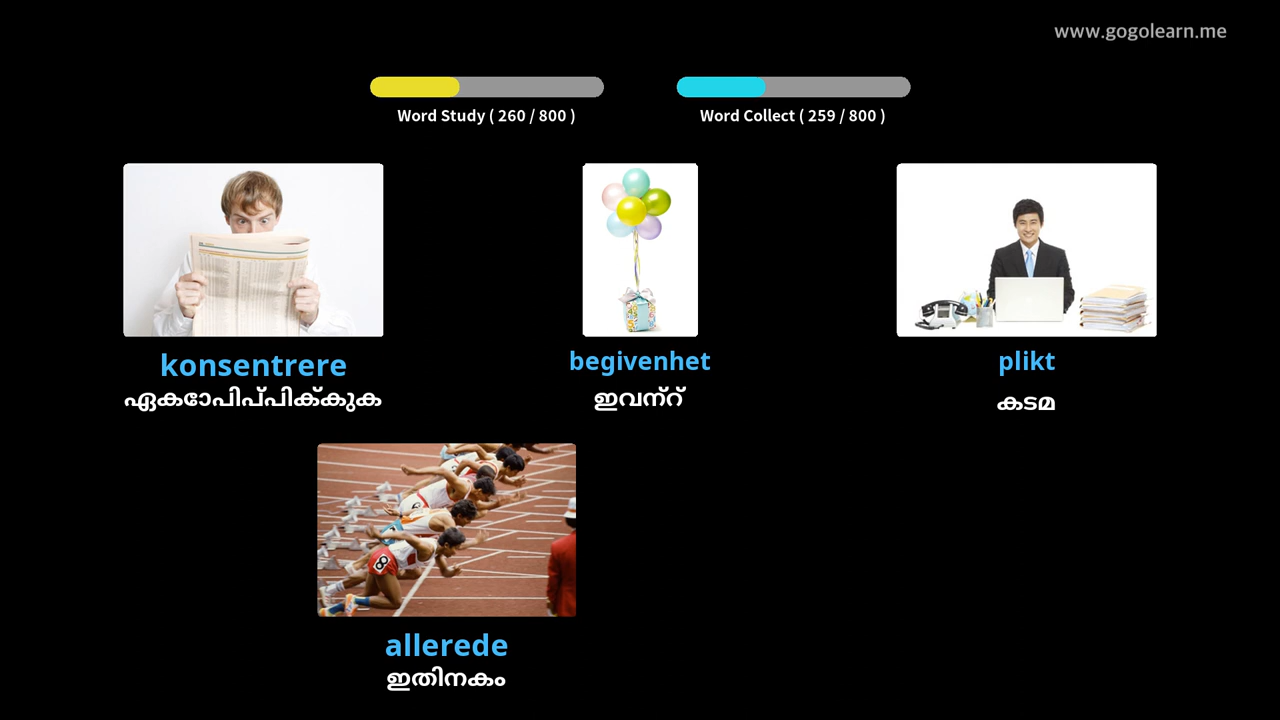 www.gogolearn.me
Word Study ( 260 / 800 )
Word Collect ( 259 / 800 )
konsentrere
ഏകോപിപ്പിക്കുക
begivenhet
ഇവന്റ്
plikt
കടമ
allerede
ഇതിനകം